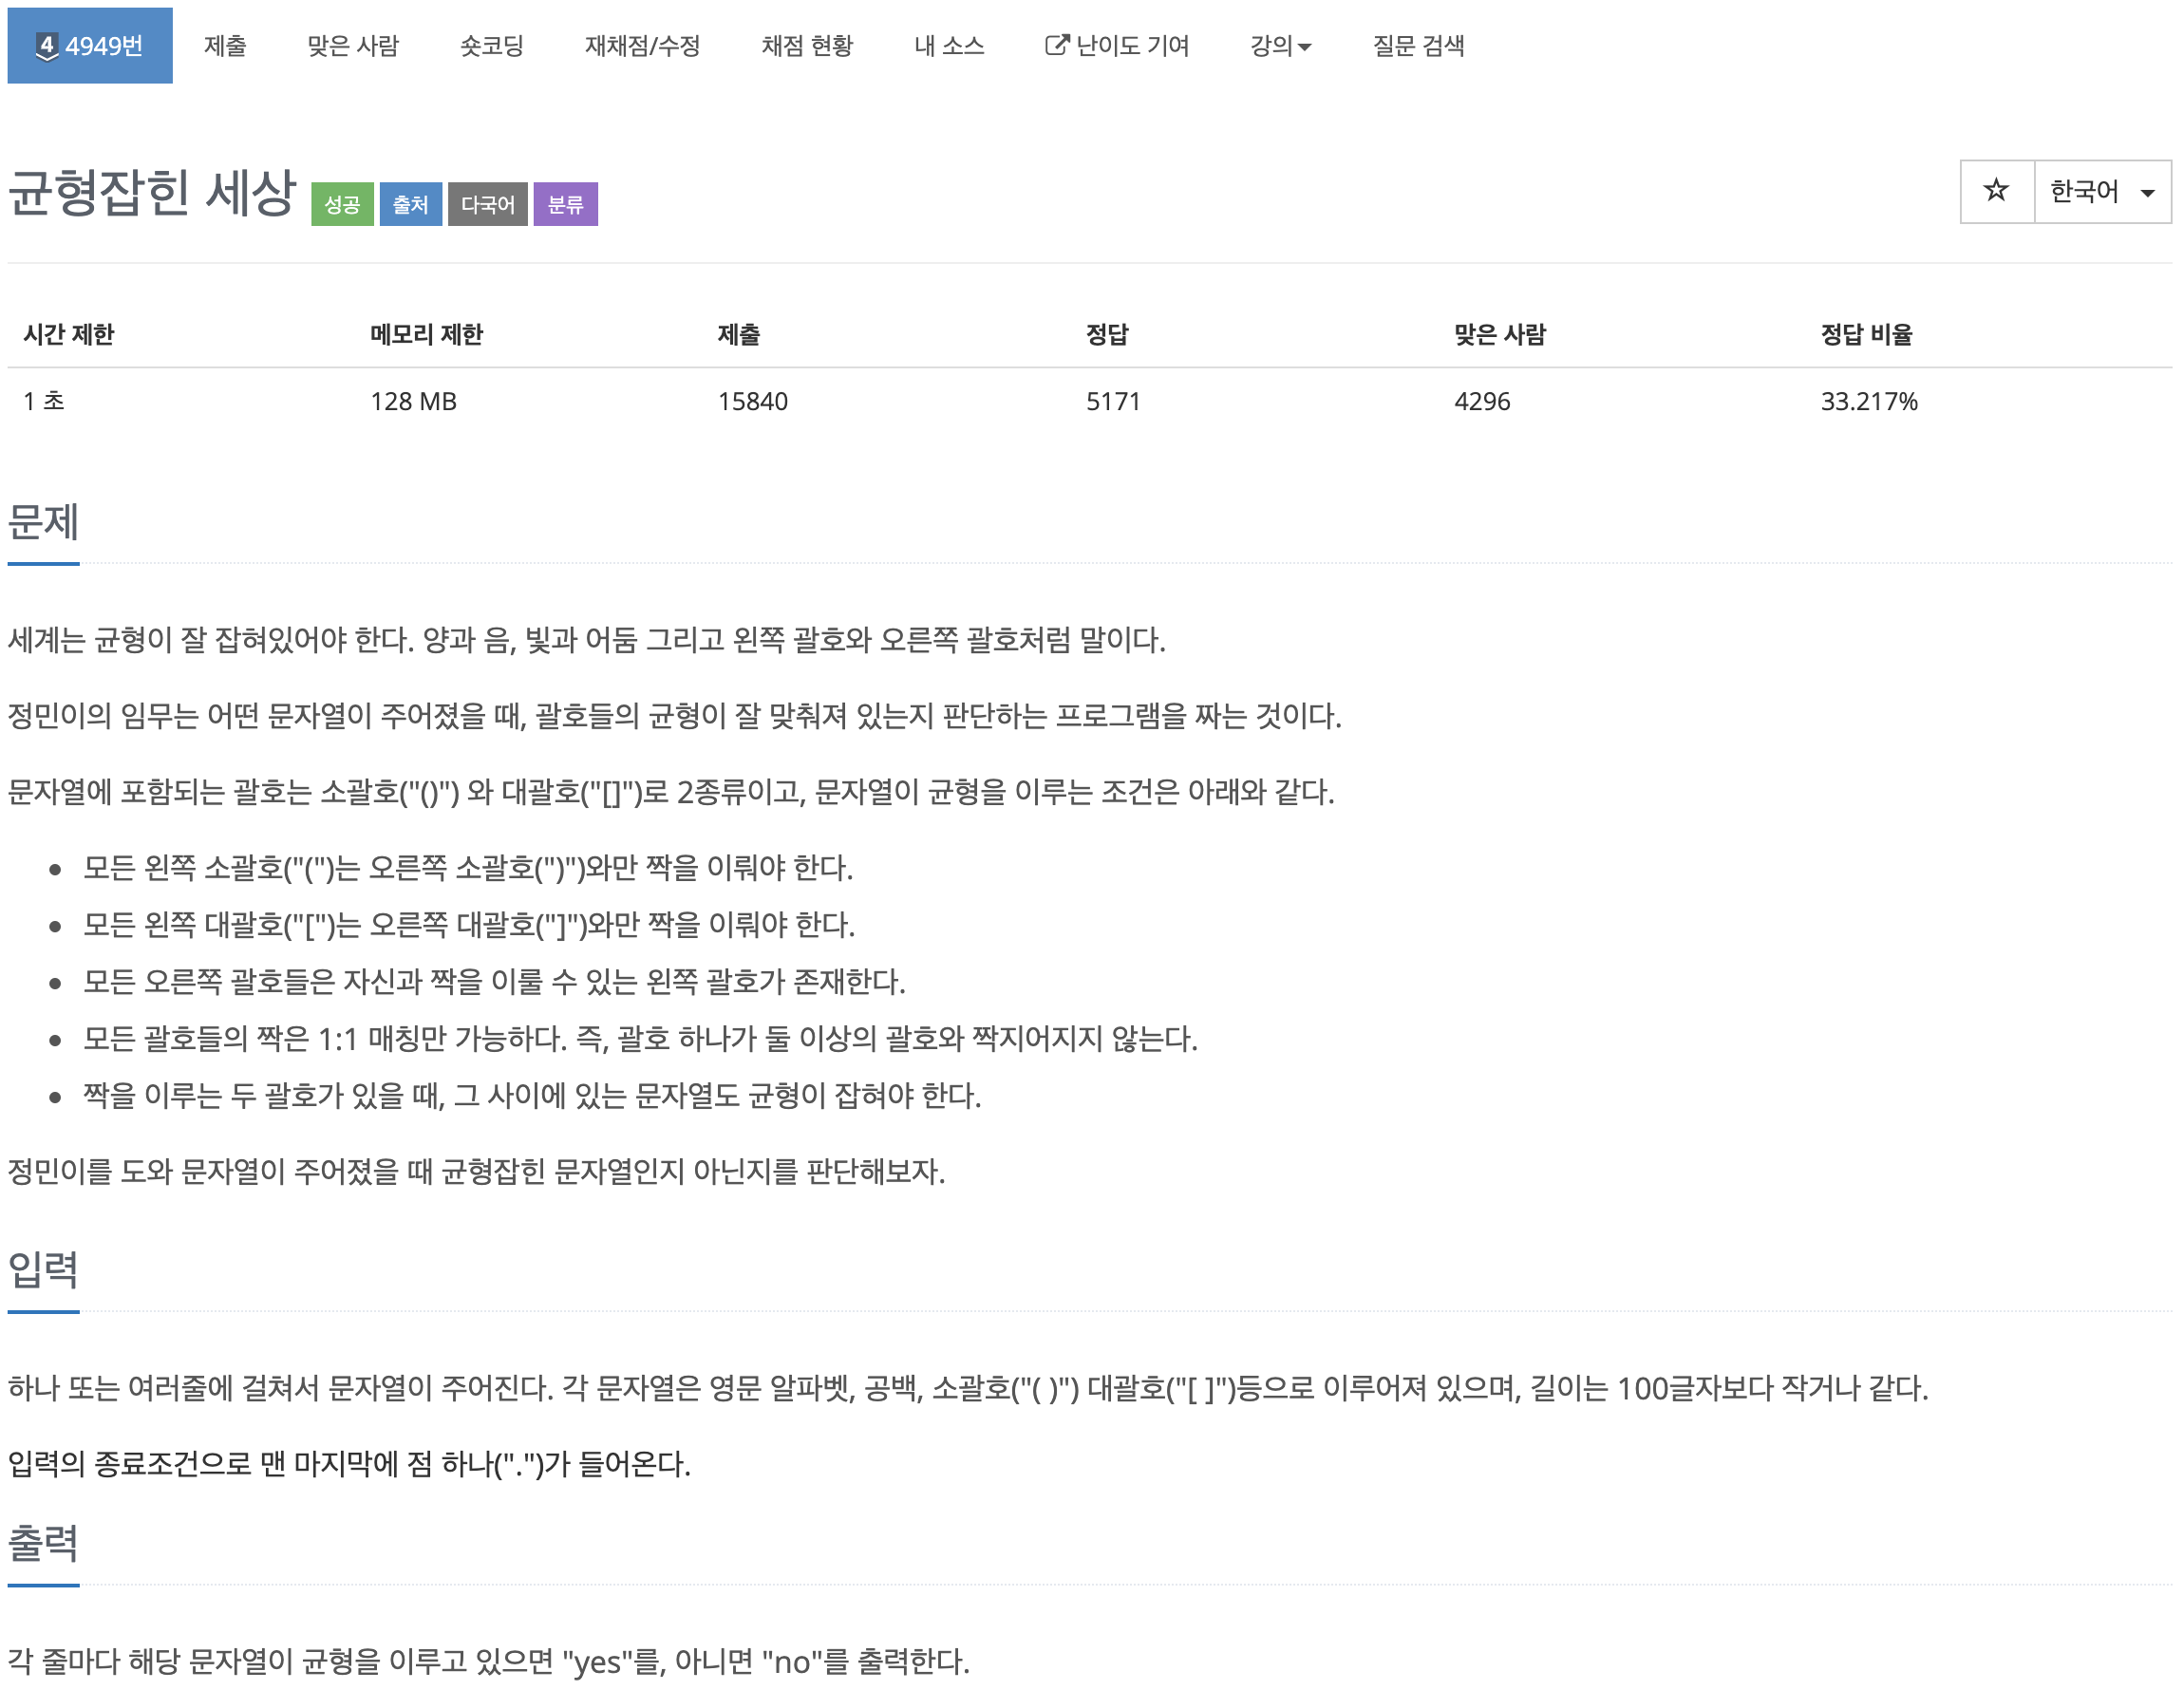 4 4949번 제출 맞은 사람 숏코딩 재채점/수정 채점 현황 내 소스 난이도 기여 강의 질문 검색
균형잡힌 세상 성공 출처 다국어 분류 한국어
시간 제한 메모리 제한 제출 정답 맞은 사람 정답 비율
1 초 128 MB 15840 5171 4296 33.217%
문제
세계는 균형이 잘 잡혀있어야 한다. 양과 음, 빛과 어둠 그리고 왼쪽 괄호와 오른쪽 괄호처럼 말이다.
정민이의 임무는 어떤 문자열이 주어졌을 때, 괄호들의 균형이 잘 맞춰져 있는지 판단하는 프로그램을 짜는 것이다.
문자열에 포함되는 괄호는 소괄호("()") 와 대괄호("[]")로 2종류이고, 문자열이 균형을 이루는 조건은 아래와 같다.
● 모든 왼쪽 소괄호("(")는 오른쪽 소괄호(")")와만 짝을 이뤄야 한다.
● 모든 왼쪽 대괄호("[")는 오른쪽 대괄호("]")와만 짝을 이뤄야 한다.
● 모든 오른쪽 괄호들은 자신과 짝을 이룰 수 있는 왼쪽 괄호가 존재한다.
● 모든 괄호들의 짝은 1:1 매칭만 가능하다. 즉, 괄호 하나가 둘 이상의 괄호와 짝지어지지 않는다.
● 짝을 이루는 두 괄호가 있을 때, 그 사이에 있는 문자열도 균형이 잡혀야 한다.
정민이를 도와 문자열이 주어졌을 때 균형잡힌 문자열인지 아닌지를 판단해보자.
입력
하나 또는 여러줄에 걸쳐서 문자열이 주어진다. 각 문자열은 영문 알파벳, 공백, 소괄호("( )") 대괄호("[ ]")등으로 이루어져 있으며, 길이는 100글자보다 작거나 같다.
입력의 종료조건으로 맨 마지막에 점 하나(".")가 들어온다.
출력
각 줄마다 해당 문자열이 균형을 이루고 있으면 "yes"를, 아니면 "no"를 출력한다.